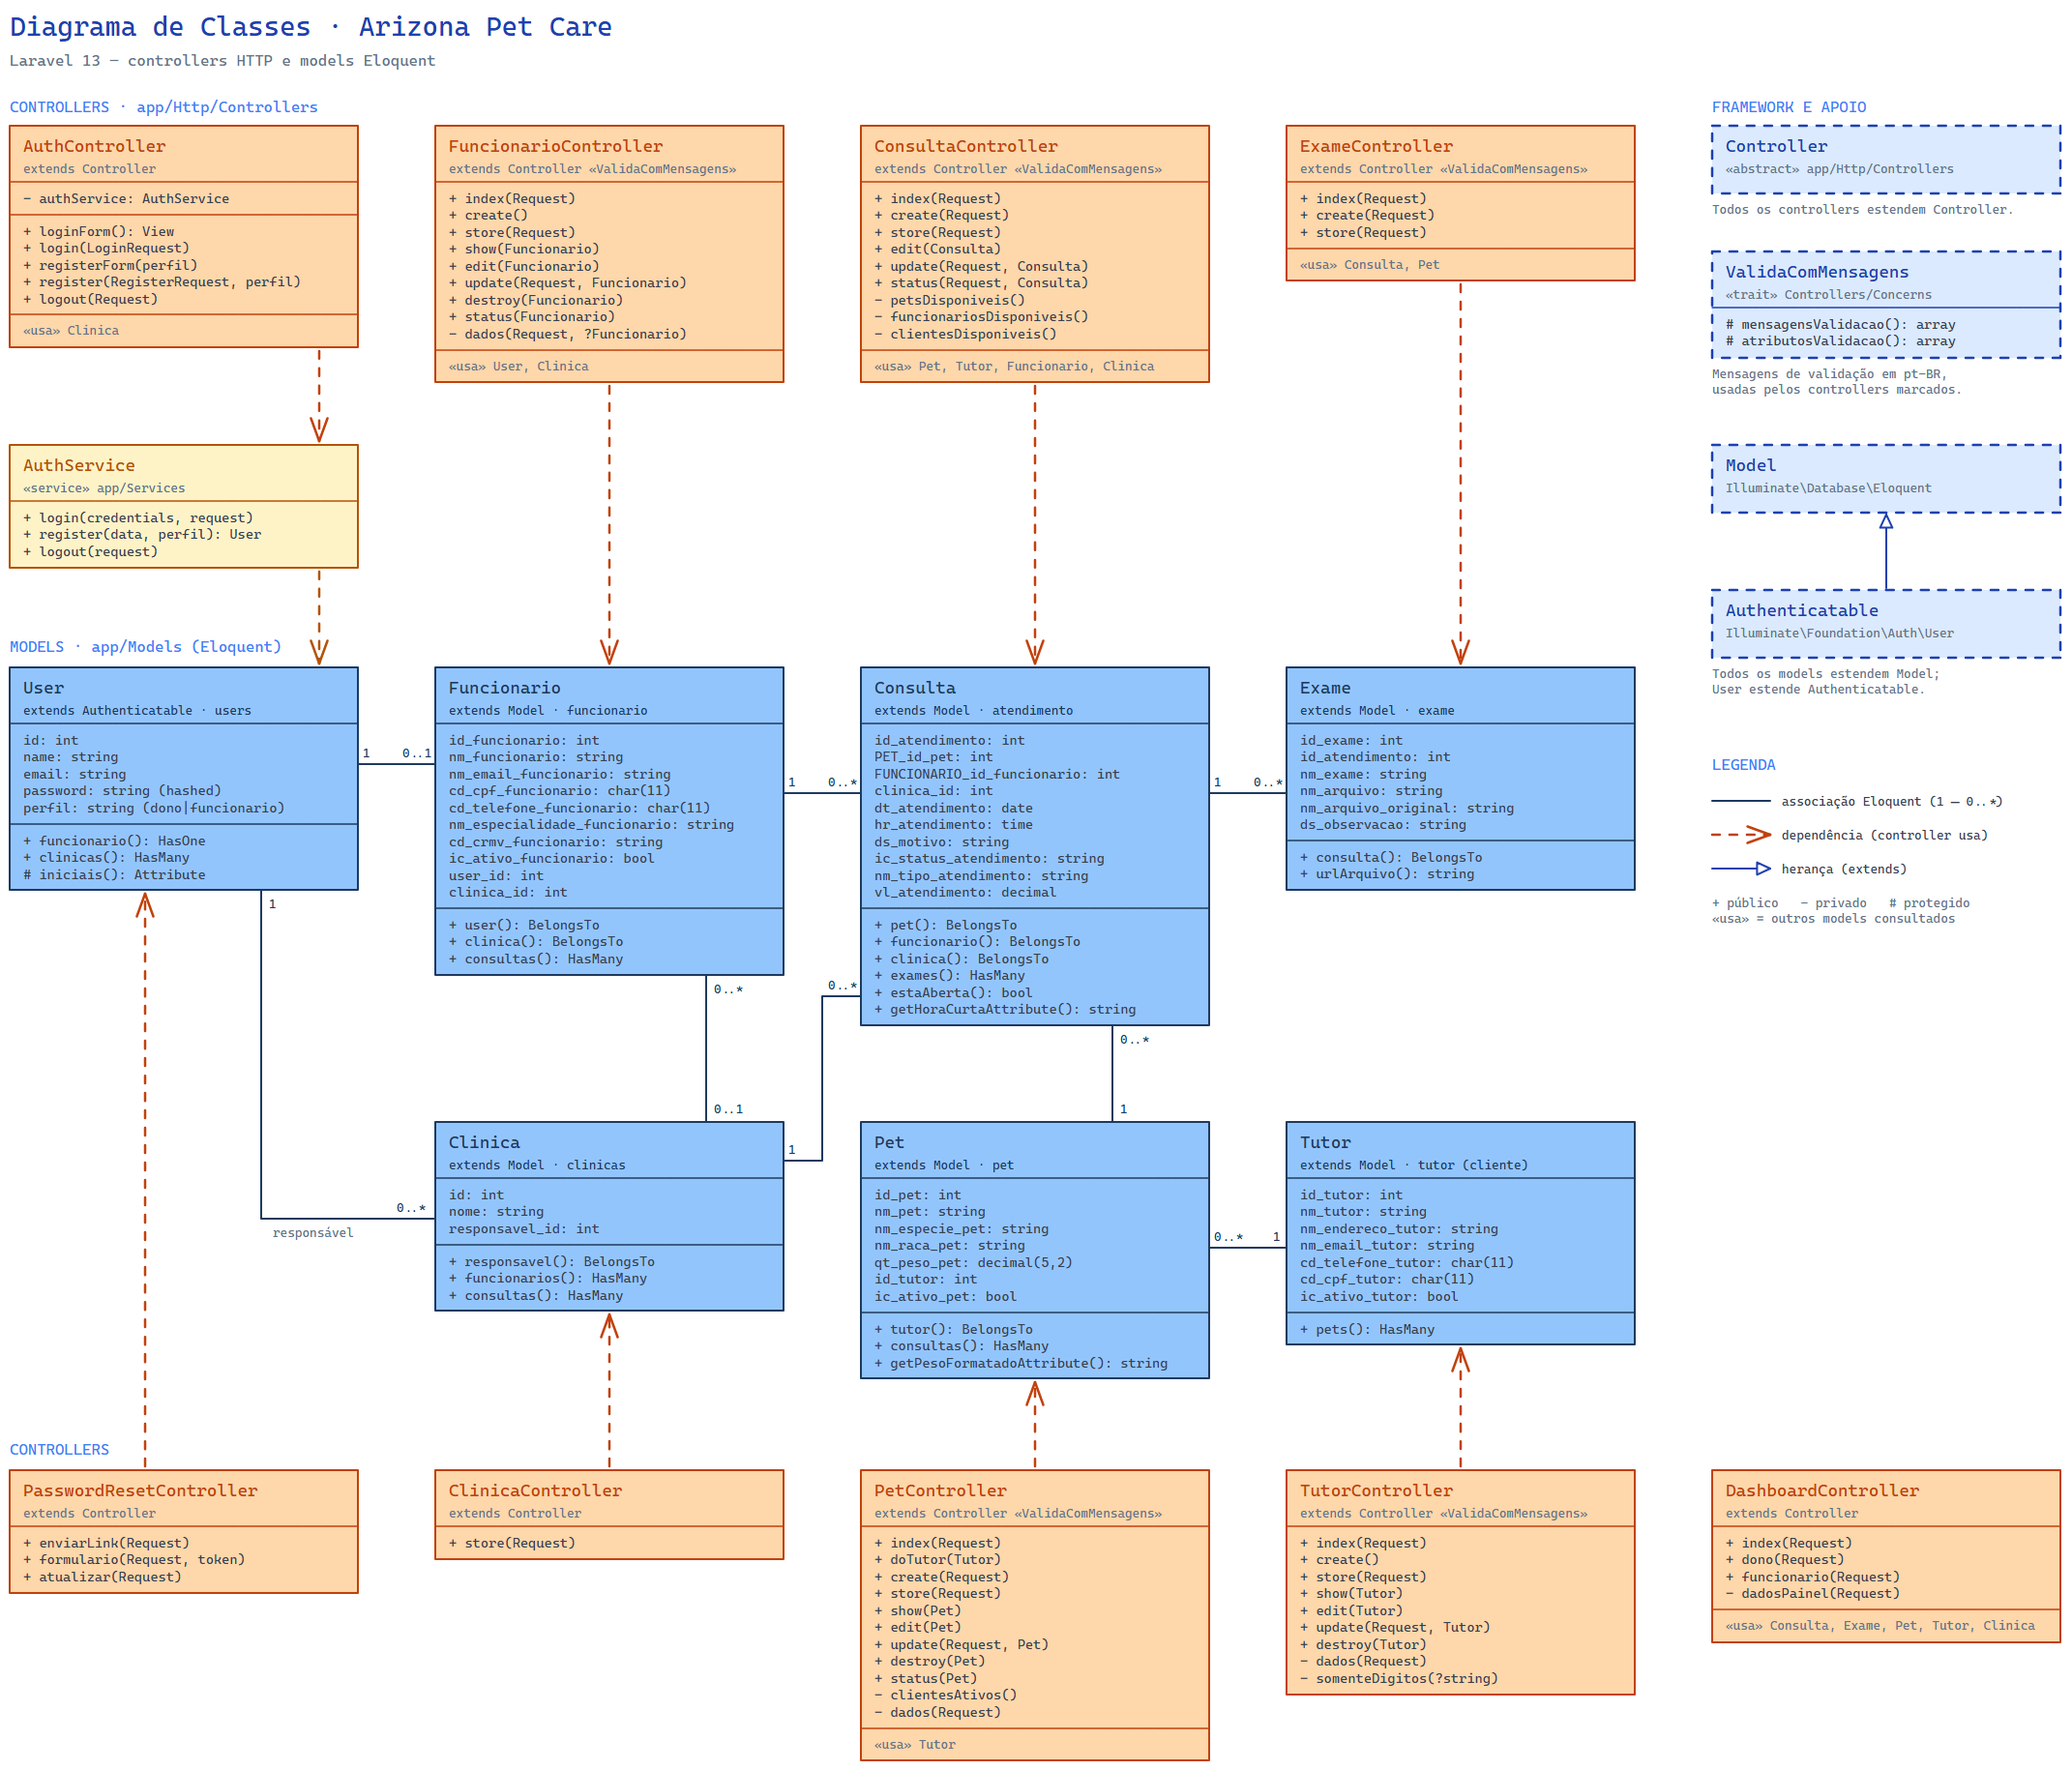 Diagrama de Classes · Arizona Pet Care
Laravel 13 — controllers HTTP e models Eloquent
CONTROLLERS · app/Http/Controllers
AuthController
extends Controller
− authService: AuthService
+ loginForm(): View
+ login(LoginRequest)
+ registerForm(perfil)
+ register(RegisterRequest, perfil)
+ logout(Request)
«usa» Clinica
FuncionarioController
extends Controller «ValidaComMensagens»
+ index(Request)
+ create()
+ store(Request)
+ show(Funcionario)
+ edit(Funcionario)
+ update(Request, Funcionario)
+ destroy(Funcionario)
+ status(Funcionario)
− dados(Request, ?Funcionario)
«usa» User, Clinica
ConsultaController
extends Controller «ValidaComMensagens»
+ index(Request)
+ create(Request)
+ store(Request)
+ edit(Consulta)
+ update(Request, Consulta)
+ status(Request, Consulta)
− petsDisponiveis()
− funcionariosDisponiveis()
− clientesDisponiveis()
«usa» Pet, Tutor, Funcionario, Clinica
ExameController
extends Controller «ValidaComMensagens»
+ index(Request)
+ create(Request)
+ store(Request)
«usa» Consulta, Pet
FRAMEWORK E APOIO
Controller
«abstract» app/Http/Controllers
Todos os controllers estendem Controller.
ValidaComMensagens
«trait» Controllers/Concerns
# mensagensValidacao(): array
# atributosValidacao(): array
Mensagens de validação em pt-BR,
usadas pelos controllers marcados.
Model
Illuminate\Database\Eloquent
Authenticatable
Illuminate\Foundation\Auth\User
Todos os models estendem Model;
User estende Authenticatable.
LEGENDA
associação Eloquent (1 — 0..*)
dependência (controller usa)
herança (extends)
+ público − privado # protegido
«usa» = outros models consultados
AuthService
«service» app/Services
+ login(credentials, request)
+ register(data, perfil): User
+ logout(request)
MODELS · app/Models (Eloquent)
User
extends Authenticatable · users
id: int
name: string
email: string
password: string (hashed)
perfil: string (dono|funcionario)
+ funcionario(): HasOne
+ clinicas(): HasMany
# iniciais(): Attribute
1 0..1
Funcionario
extends Model · funcionario
id_funcionario: int
nm_funcionario: string
nm_email_funcionario: string
cd_cpf_funcionario: char(11)
cd_telefone_funcionario: char(11)
nm_especialidade_funcionario: string
cd_crmv_funcionario: string
ic_ativo_funcionario: bool
user_id: int
clinica_id: int
+ user(): BelongsTo
+ clinica(): BelongsTo
+ consultas(): HasMany
1 0..*
Consulta
extends Model · atendimento
id_atendimento: int
PET_id_pet: int
FUNCIONARIO_id_funcionario: int
clinica_id: int
dt_atendimento: date
hr_atendimento: time
ds_motivo: string
ic_status_atendimento: string
nm_tipo_atendimento: string
vl_atendimento: decimal
+ pet(): BelongsTo
+ funcionario(): BelongsTo
+ clinica(): BelongsTo
+ exames(): HasMany
+ estaAberta(): bool
+ getHoraCurtaAttribute(): string
1 0..*
Exame
extends Model · exame
id_exame: int
id_atendimento: int
nm_exame: string
nm_arquivo: string
nm_arquivo_original: string
ds_observacao: string
+ consulta(): BelongsTo
+ urlArquivo(): string
1
0..*
0..*
0..*
0..1
1
1
0..*
responsável
Clinica
extends Model · clinicas
id: int
nome: string
responsavel_id: int
+ responsavel(): BelongsTo
+ funcionarios(): HasMany
+ consultas(): HasMany
Pet
extends Model · pet
id_pet: int
nm_pet: string
nm_especie_pet: string
nm_raca_pet: string
qt_peso_pet: decimal(5,2)
id_tutor: int
ic_ativo_pet: bool
+ tutor(): BelongsTo
+ consultas(): HasMany
+ getPesoFormatadoAttribute(): string
0..* 1
Tutor
extends Model · tutor (cliente)
id_tutor: int
nm_tutor: string
nm_endereco_tutor: string
nm_email_tutor: string
cd_telefone_tutor: char(11)
cd_cpf_tutor: char(11)
ic_ativo_tutor: bool
+ pets(): HasMany
CONTROLLERS
PasswordResetController
extends Controller
+ enviarLink(Request)
+ formulario(Request, token)
+ atualizar(Request)
ClinicaController
extends Controller
+ store(Request)
PetController
extends Controller «ValidaComMensagens»
+ index(Request)
+ doTutor(Tutor)
+ create(Request)
+ store(Request)
+ show(Pet)
+ edit(Pet)
+ update(Request, Pet)
+ destroy(Pet)
+ status(Pet)
− clientesAtivos()
− dados(Request)
«usa» Tutor
TutorController
extends Controller «ValidaComMensagens»
+ index(Request)
+ create()
+ store(Request)
+ show(Tutor)
+ edit(Tutor)
+ update(Request, Tutor)
+ destroy(Tutor)
− dados(Request)
− somenteDigitos(?string)
DashboardController
extends Controller
+ index(Request)
+ dono(Request)
+ funcionario(Request)
− dadosPainel(Request)
«usa» Consulta, Exame, Pet, Tutor, Clinica